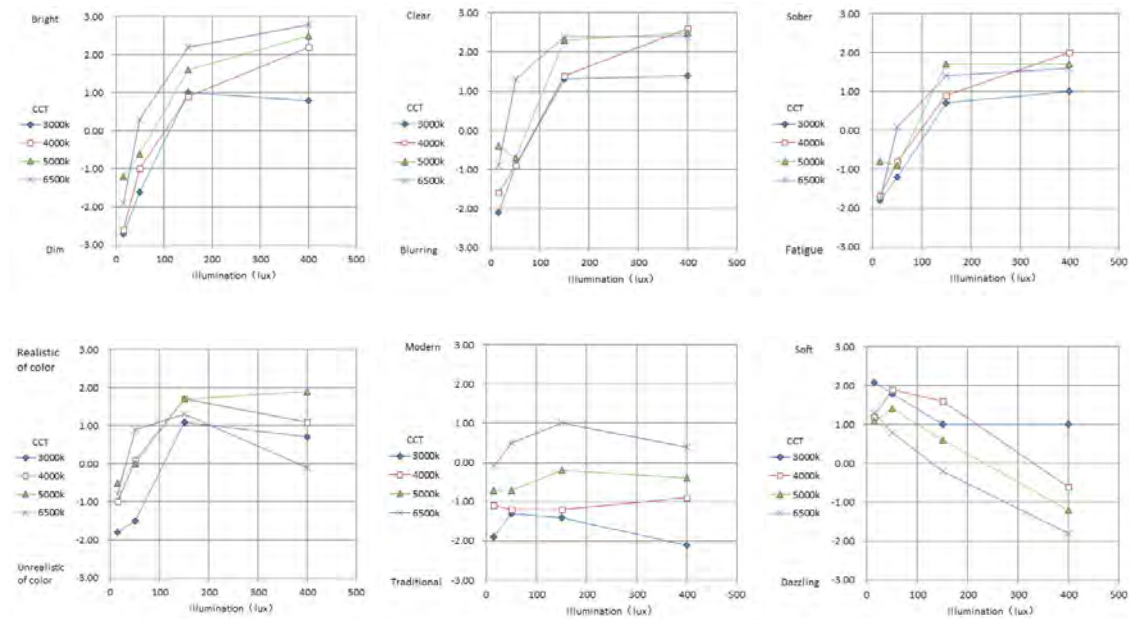 Bright
3.00
2.00
1.00
0.00
-1.00
-2.00
-3.00
Dim
CCT
3000k
4000k
5000k
6500k
0 100 200 300 400 500
Illumination (lux)
Clear
3.00
2.00
1.00
0.00
-1.00
-2.00
-3.00
Blurring
CCT
3000k
4000k
5000k
6500k
0 100 200 300 400 500
Illumination (lux)
Sober
3.00
2.00
1.00
0.00
-1.00
-2.00
-3.00
Fatigue
CCT
3000k
4000k
5000k
6500k
0 100 200 300 400 500
Illumination (lux)
Realistic
of color
3.00
2.00
1.00
0.00
-1.00
-2.00
-3.00
Unrealistic
of color
CCT
3000k
4000k
5000k
6500k
0 100 200 300 400 500
Illumination (lux)
Modern
3.00
2.00
1.00
0.00
-1.00
-2.00
-3.00
Traditional
CCT
3000k
4000k
5000k
6500k
0 100 200 300 400 500
Illumination (lux)
Soft
3.00
2.00
1.00
0.00
-1.00
-2.00
-3.00
Dazzling
CCT
3000k
4000k
5000k
6500k
0 100 200 300 400 500
Illumination (lux)